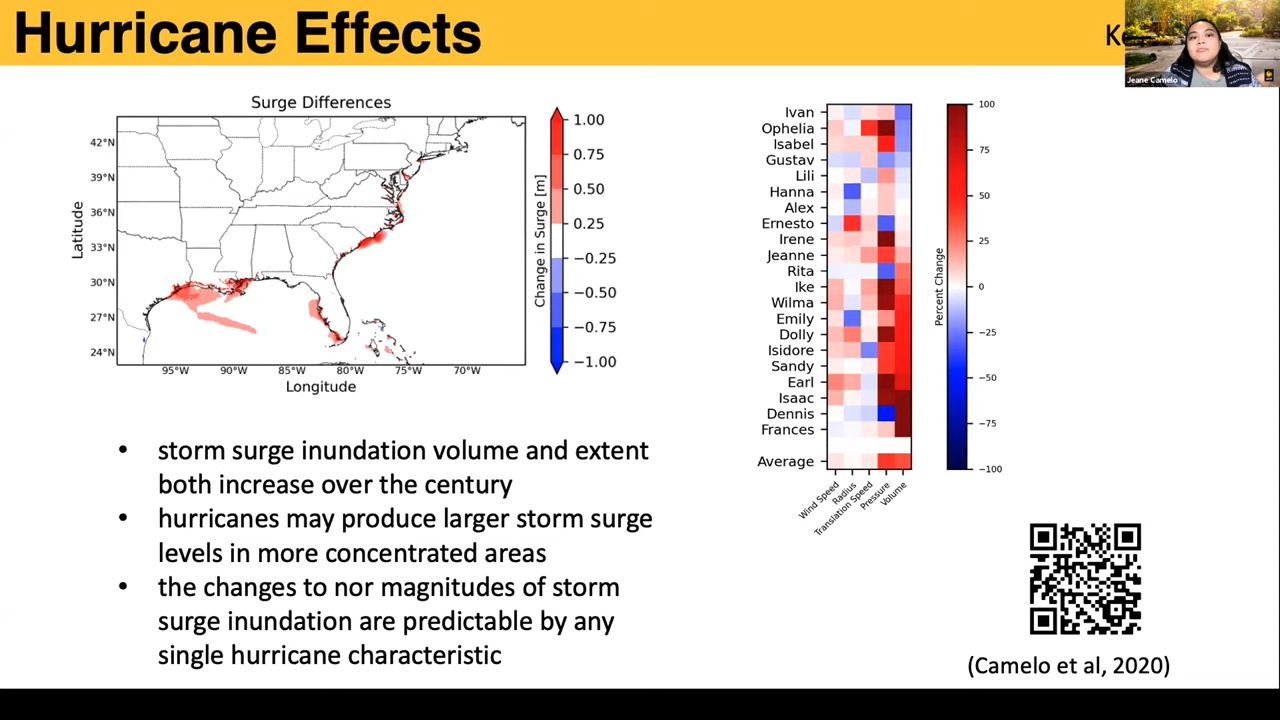 Hurricane Effects
Jeane Camelo
Surge Differences
42°N
39°N
36°N
33°N
30°N
27°N
24°N
Latitude
95°W 90°W 85°W 80°W 75°W 70°W
Longitude
1.00
0.75
0.50
0.25
−0.25
−0.50
−0.75
−1.00
Change in Surge [m]
Ivan
Ophelia
Isabel
Gustav
Lili
Hanna
Alex
Ernesto
Irene
Jeanne
Rita
Ike
Wilma
Emily
Dolly
Isidore
Sandy
Earl
Isaac
Dennis
Frances
Average
Wind Speed
Radius
Translation Speed
Pressure
Volume
100
75
50
25
0
−25
−50
−75
−100
Percent Change
• storm surge inundation volume and extent
both increase over the century
• hurricanes may produce larger storm surge
levels in more concentrated areas
• the changes to nor magnitudes of storm
surge inundation are predictable by any
single hurricane characteristic
(Camelo et al, 2020)